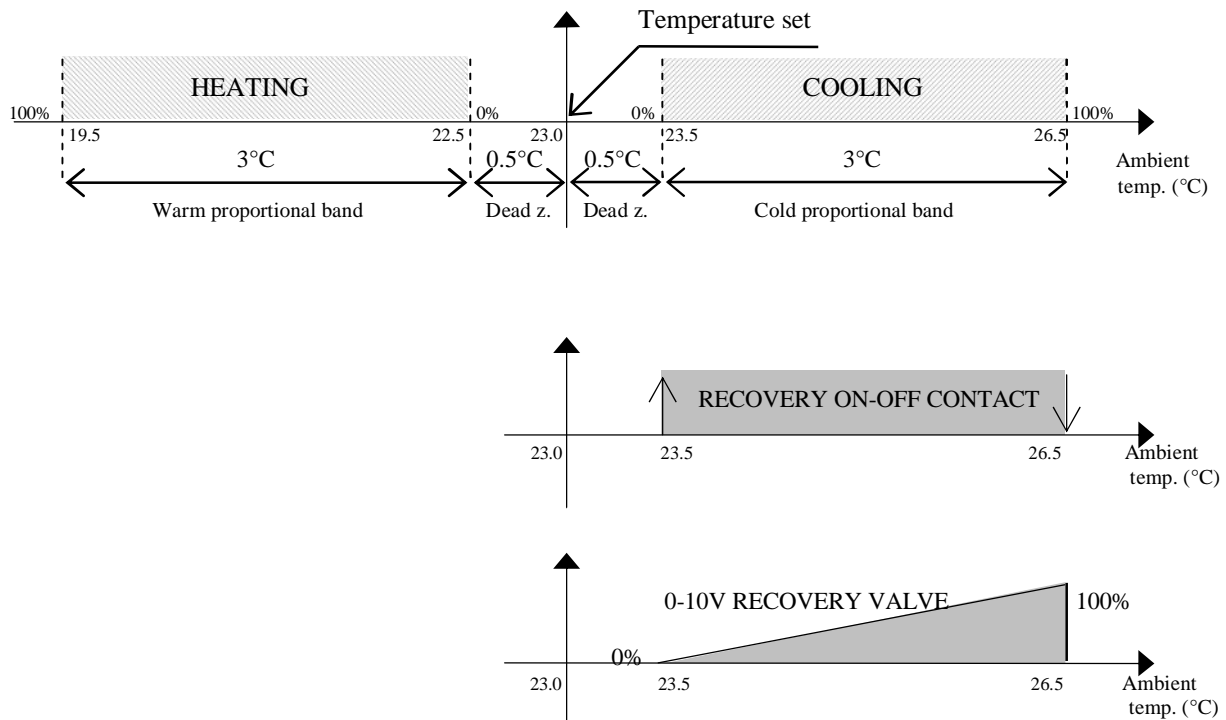 Temperature set
HEATING
COOLING
100%
0%
0%
100%
19.5
22.5
23.0
23.5
26.5
3°C
0.5°C
0.5°C
3°C
Ambient
temp. (°C)
Warm proportional band
Dead z.
Dead z.
Cold proportional band
RECOVERY ON-OFF CONTACT
23.0
23.5
26.5
Ambient
temp. (°C)
0-10V RECOVERY VALVE
100%
0%
23.0
23.5
26.5
Ambient
temp. (°C)